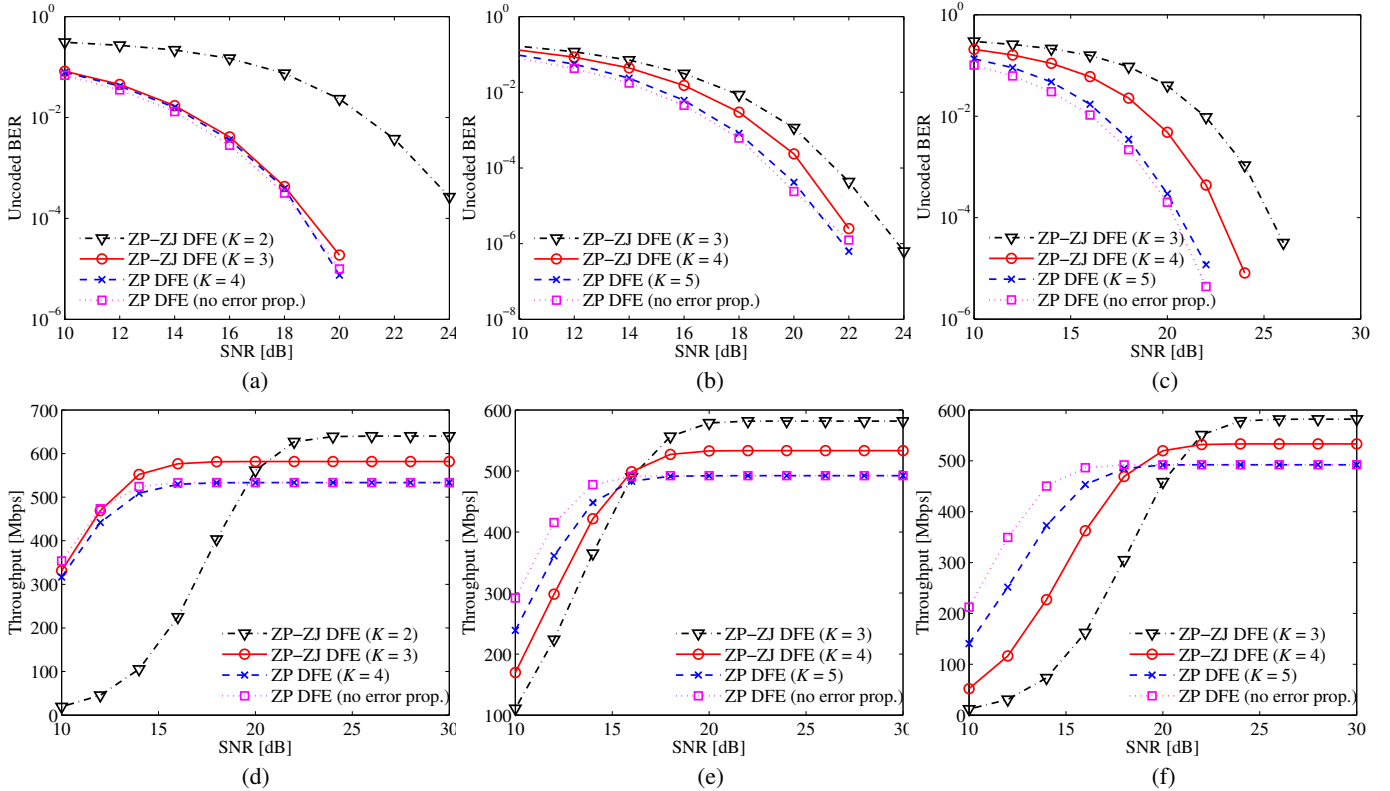 Uncoded BER
10^0
10^-2
10^-4
10^-6
ZP-ZJ DFE (K = 2)
ZP-ZJ DFE (K = 3)
ZP DFE (K = 4)
ZP DFE (no error prop.)
10 12 14 16 18 20 22 24
SNR [dB]
(a)
Uncoded BER
10^0
10^-2
10^-4
10^-6
10^-8
ZP-ZJ DFE (K = 3)
ZP-ZJ DFE (K = 4)
ZP DFE (K = 5)
ZP DFE (no error prop.)
10 12 14 16 18 20 22 24
SNR [dB]
(b)
Uncoded BER
10^0
10^-2
10^-4
10^-6
ZP-ZJ DFE (K = 3)
ZP-ZJ DFE (K = 4)
ZP DFE (K = 5)
ZP DFE (no error prop.)
10 15 20 25 30
SNR [dB]
(c)
Throughput [Mbps]
700
600
500
400
300
200
100
0
ZP-ZJ DFE (K = 2)
ZP-ZJ DFE (K = 3)
ZP DFE (K = 4)
ZP DFE (no error prop.)
10 15 20 25 30
SNR [dB]
(d)
Throughput [Mbps]
600
500
400
300
200
100
ZP-ZJ DFE (K = 3)
ZP-ZJ DFE (K = 4)
ZP DFE (K = 5)
ZP DFE (no error prop.)
10 15 20 25 30
SNR [dB]
(e)
Throughput [Mbps]
600
500
400
300
200
100
0
ZP-ZJ DFE (K = 3)
ZP-ZJ DFE (K = 4)
ZP DFE (K = 5)
ZP DFE (no error prop.)
10 15 20 25 30
SNR [dB]
(f)